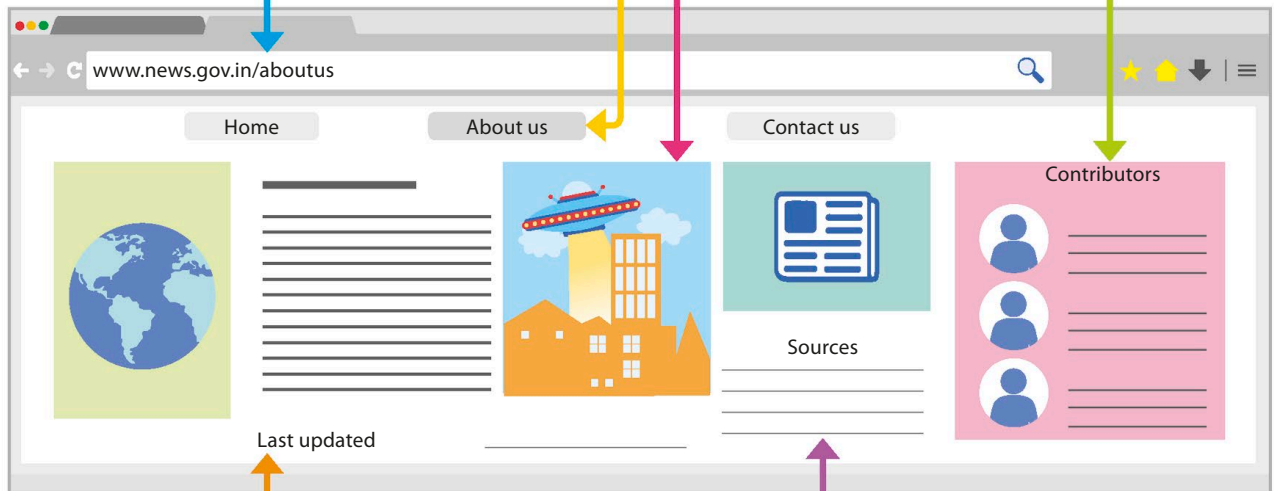 www.news.gov.in/aboutus
Home
About us
Contact us
Contributors
Sources
Last updated